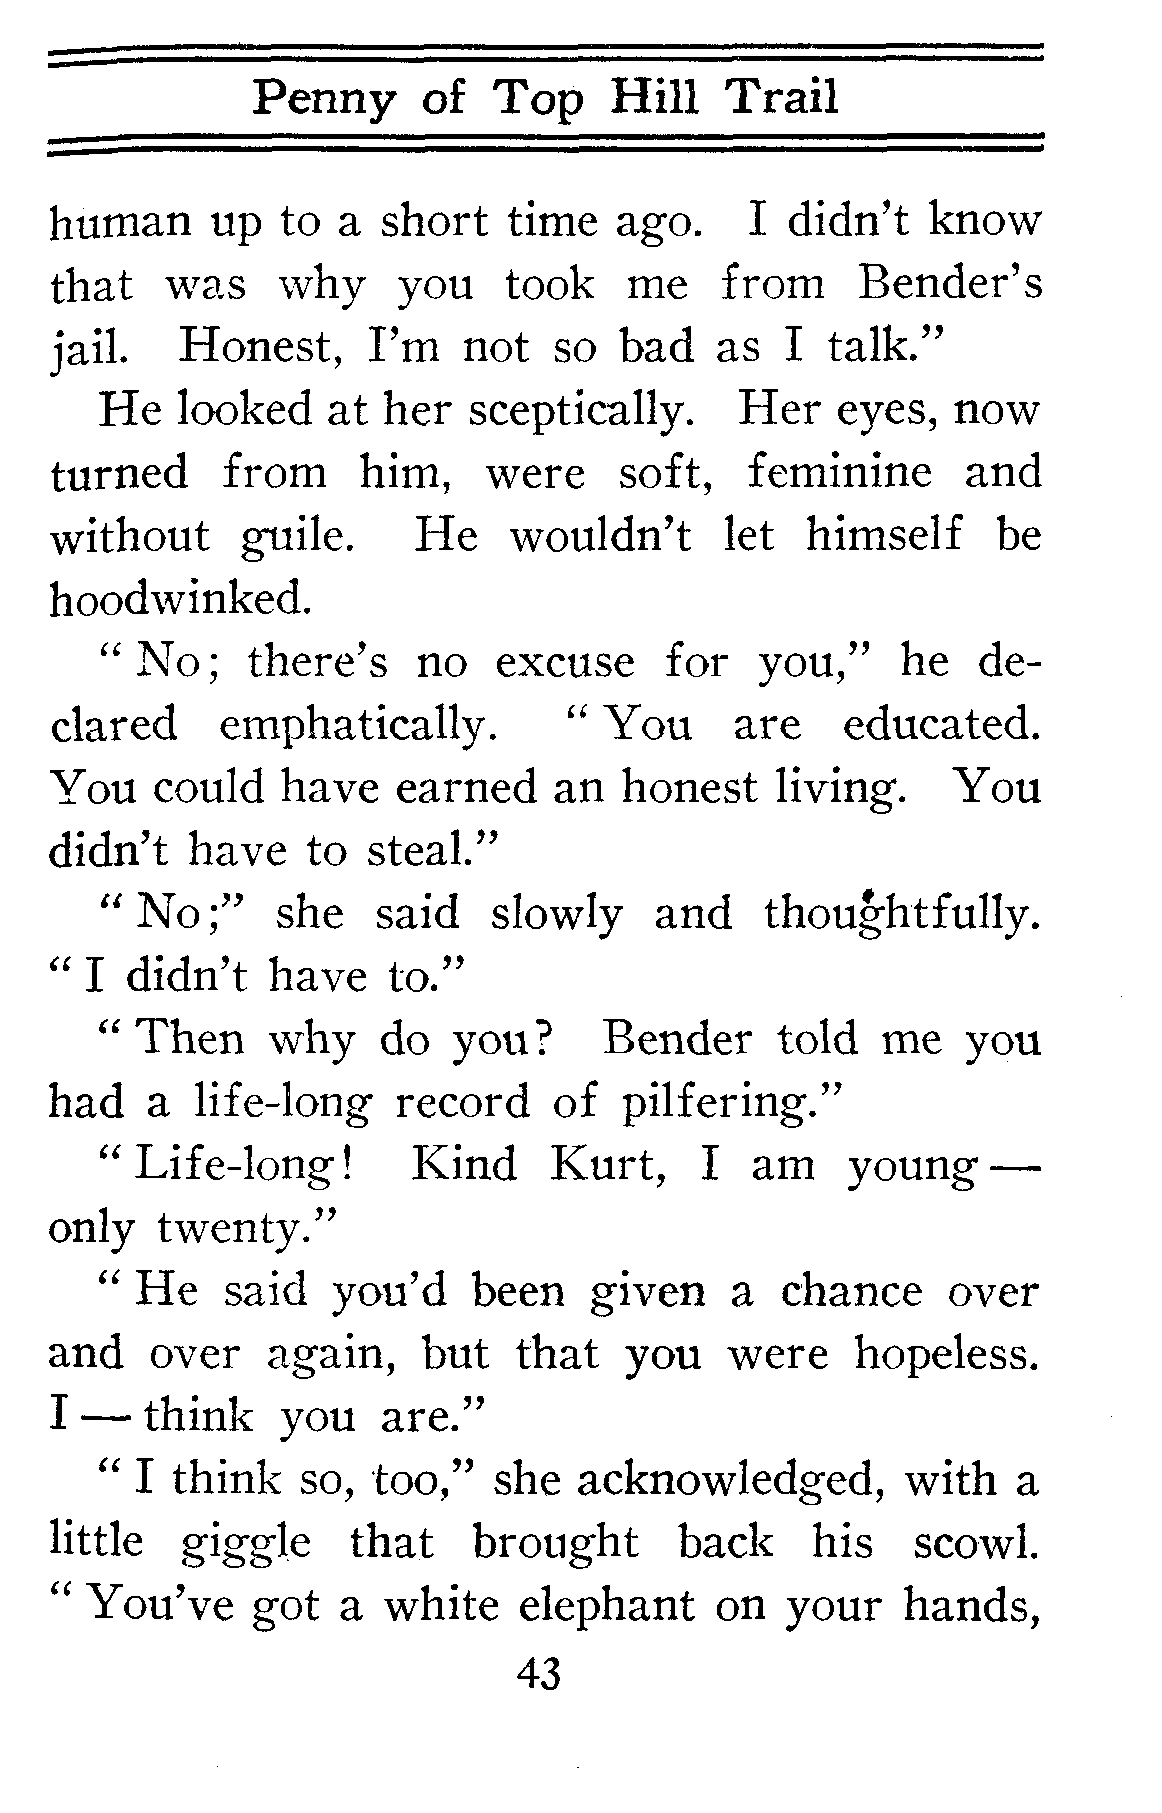 Penny of Top Hill Trail
human up to a short time ago. I didn't know
that was why you took me from Bender's
jail. Honest, I'm not so bad as I talk."
He looked at her sceptically. Her eyes, now
turned from him, were soft, feminine and
without guile. He wouldn't let himself be
hoodwinked.
"No; there's no excuse for you," he de-
clared emphatically. "You are educated.
You could have earned an honest living. You
didn't have to steal."
"No;" she said slowly and thoughtfully.
"I didn't have to."
"Then why do you? Bender told me you
had a life-long record of pilfering."
"Life-long! Kind Kurt, I am young—
only twenty."
"He said you'd been given a chance over
and over again, but that you were hopeless.
I—think you are."
"I think so, too," she acknowledged, with a
little giggle that brought back his scowl.
"You've got a white elephant on your hands,
43